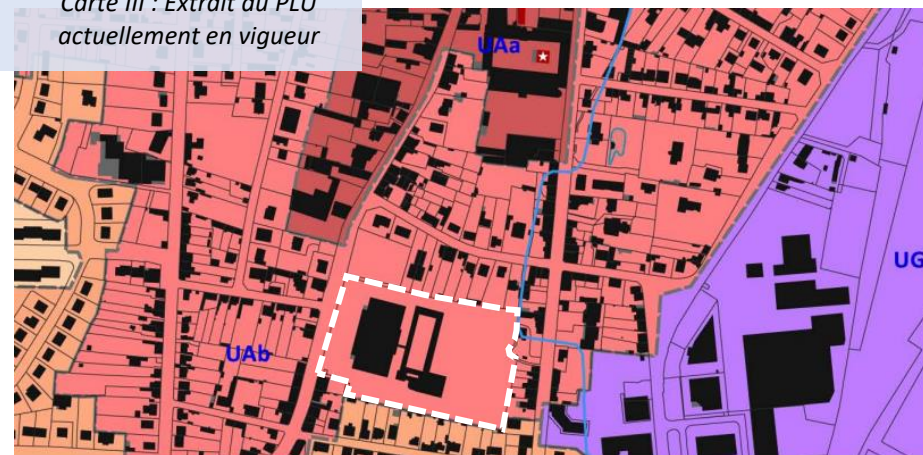 Carte III : Extrait du PLU
actuellement en vigueur
UAa
UG
UAb